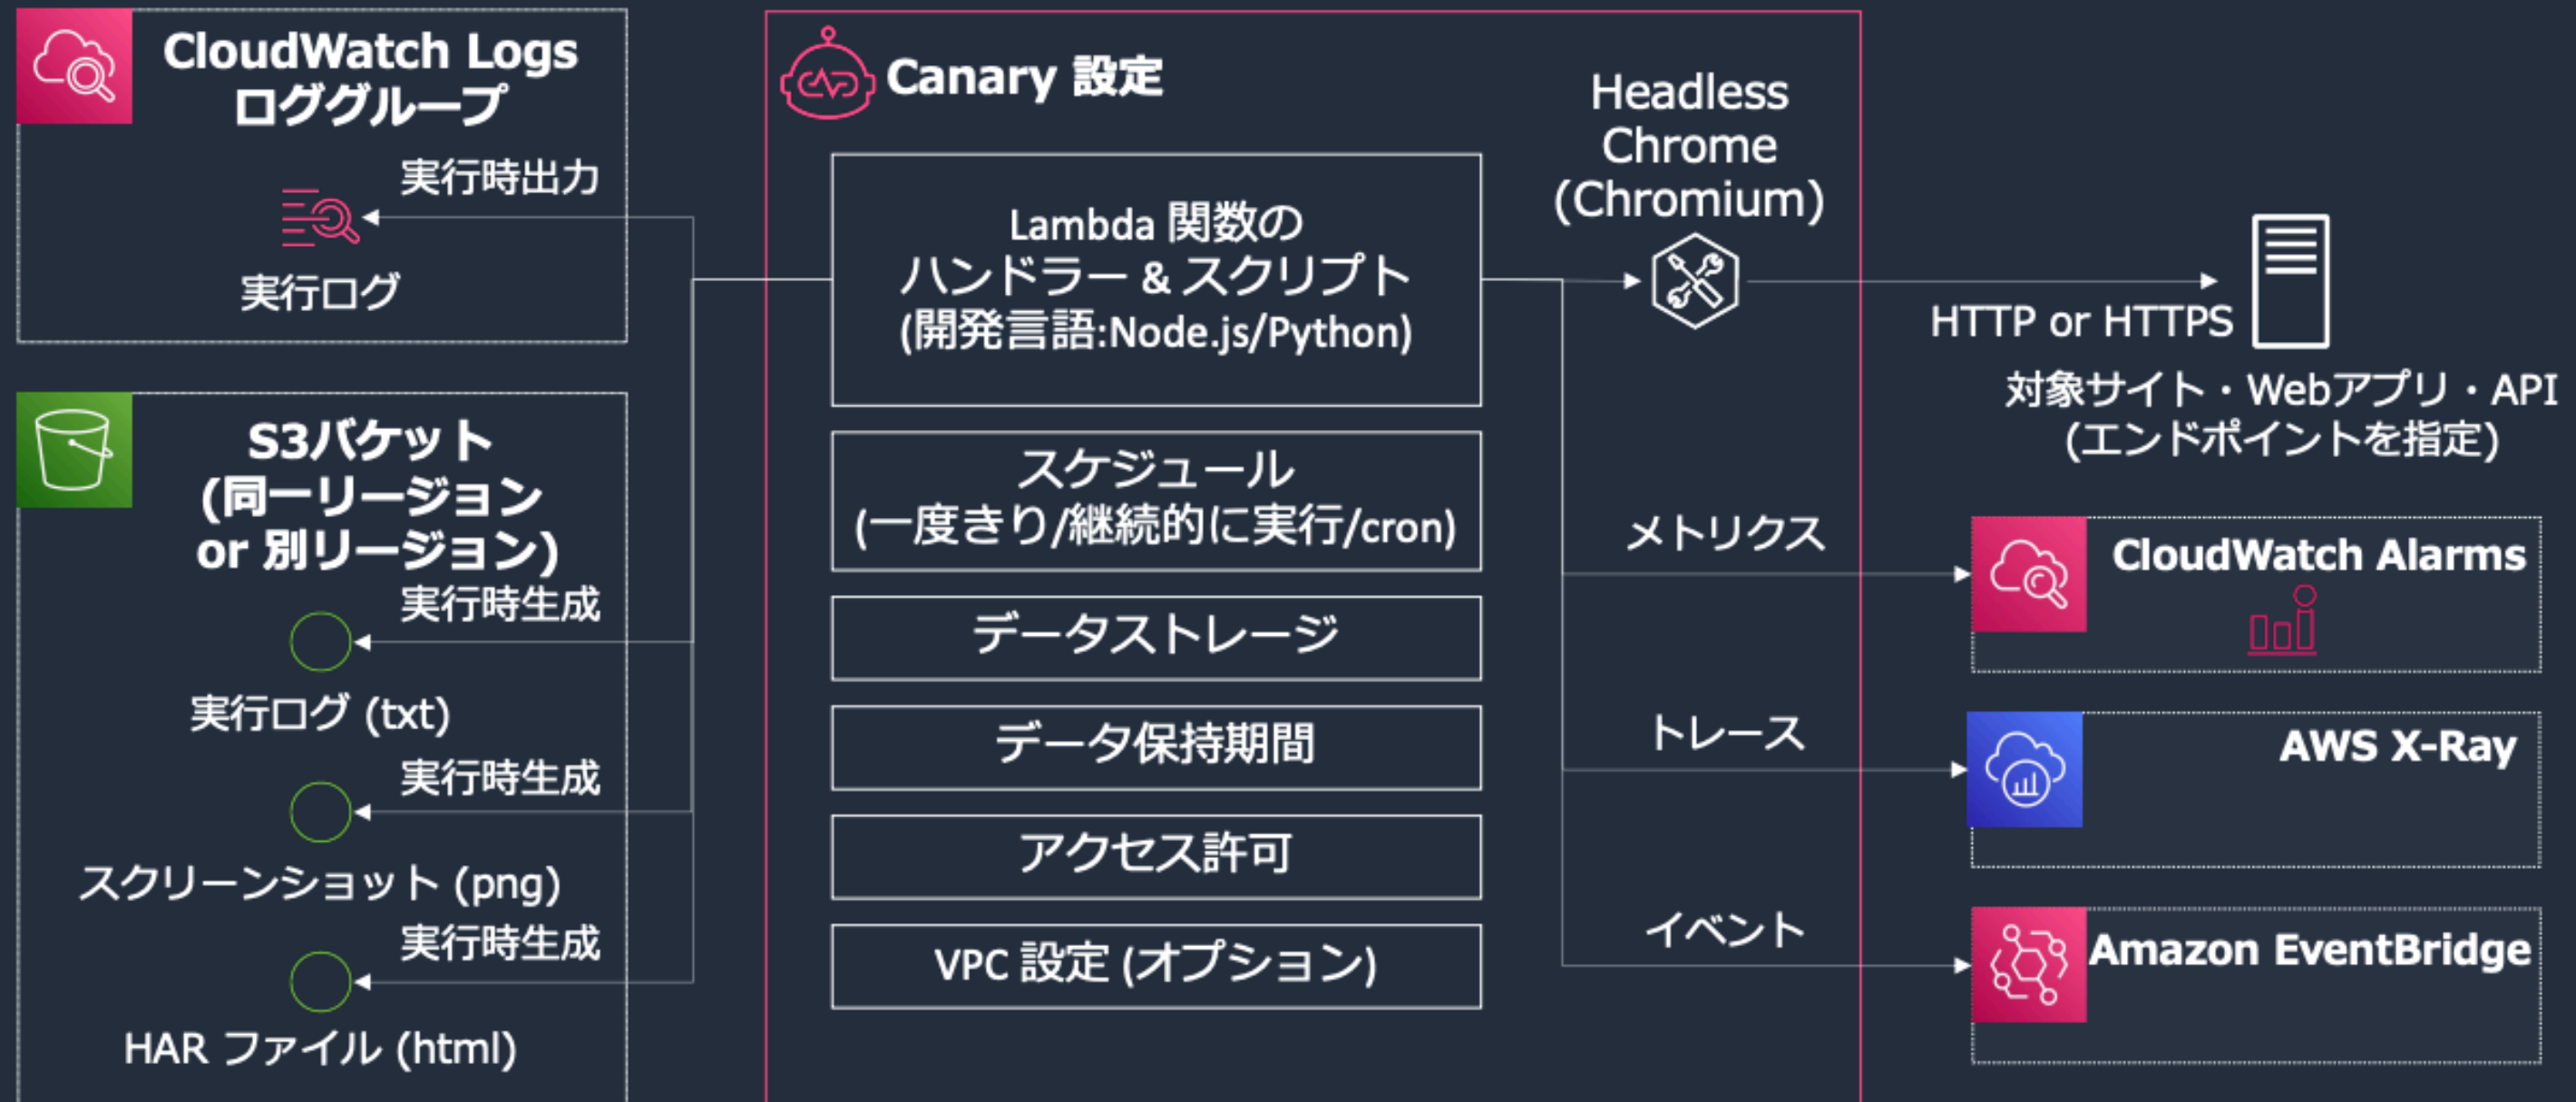 CloudWatch Logs
ロググループ
実行時出力
実行ログ
S3バケット
(同一リージョン
or 別リージョン)
実行時生成
実行ログ (txt)
実行時生成
スクリーンショット (png)
実行時生成
HAR ファイル (html)
Canary 設定
Lambda 関数の
ハンドラー & スクリプト
(開発言語:Node.js/Python)
スケジュール
(一度きり/継続的に実行/cron)
データストレージ
データ保持期間
アクセス許可
VPC 設定 (オプション)
Headless
Chrome
(Chromium)
HTTP or HTTPS
対象サイト・Webアプリ・API
(エンドポイントを指定)
メトリクス
CloudWatch Alarms
トレース
AWS X-Ray
イベント
Amazon EventBridge